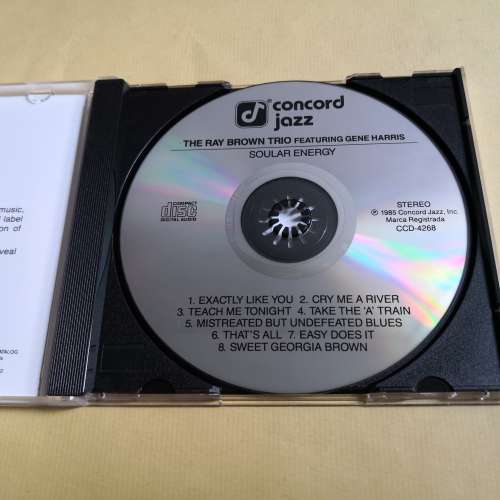 concord
jazz
THE RAY BROWN TRIO FEATURING GENE HARRIS
SOULAR ENERGY
COMPACT
disc
DIGITAL AUDIO
STEREO
℗ 1985 Concord Jazz, Inc.
Marca Registrada
CCD-4268
1. EXACTLY LIKE YOU 2. CRY ME A RIVER
3. TEACH ME TONIGHT 4. TAKE THE 'A' TRAIN
5. MISTREATED BUT UNDEFEATED BLUES
6. THAT'S ALL 7. EASY DOES IT
8. SWEET GEORGIA BROWN
music,
label
on of
veal